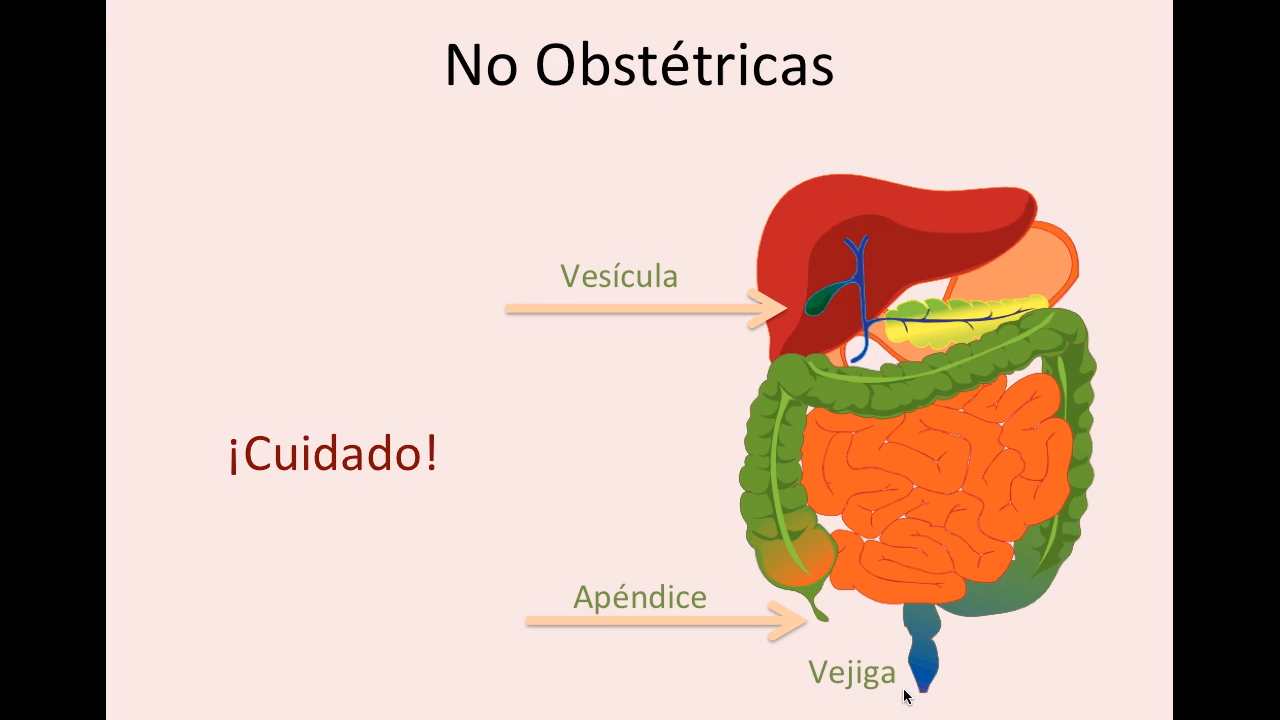 No Obstétricas
Vesícula
¡Cuidado!
Apéndice
Vejiga